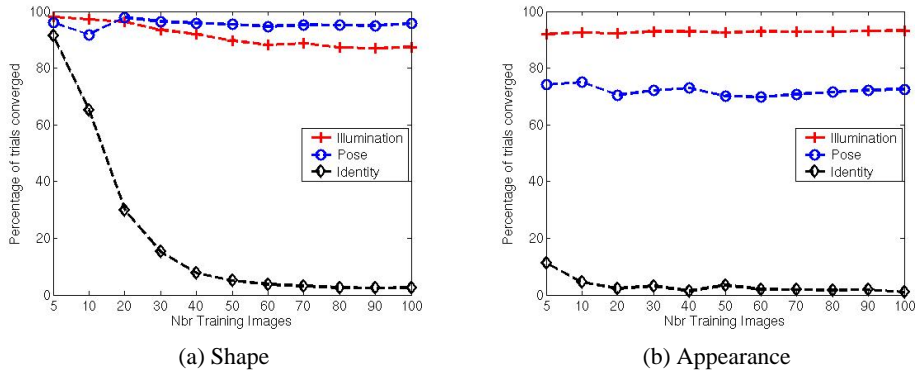 100
80
60
40
20
0
Percentage of trials converged
5 10 20 30 40 50 60 70 80 90 100
Nbr Training Images
Illumination
Pose
Identity
(a) Shape
100
80
60
40
20
0
Percentage of trials converged
5 10 20 30 40 50 60 70 80 90 100
Nbr Training Images
Illumination
Pose
Identity
(b) Appearance